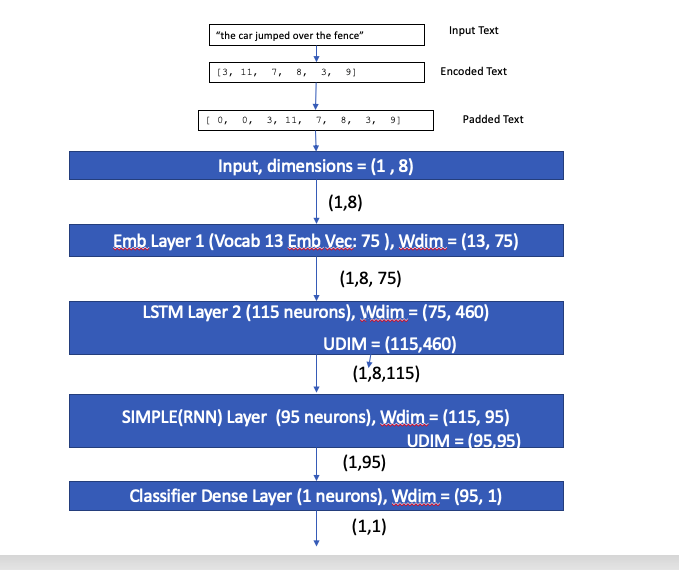 "the car jumped over the fence"
Input Text
[3, 11, 7, 8, 3, 9]
Encoded Text
[ 0, 0, 3, 11, 7, 8, 3, 9]
Padded Text
Input, dimensions = (1 , 8)
(1,8)
Emb Layer 1 (Vocab 13 Emb Vec: 75 ), Wdim = (13, 75)
(1,8, 75)
LSTM Layer 2 (115 neurons), Wdim = (75, 460)
UDIM = (115,460)
(1,8,115)
SIMPLE(RNN) Layer (95 neurons), Wdim = (115, 95)
UDIM = (95,95)
(1,95)
Classifier Dense Layer (1 neurons), Wdim = (95, 1)
(1,1)